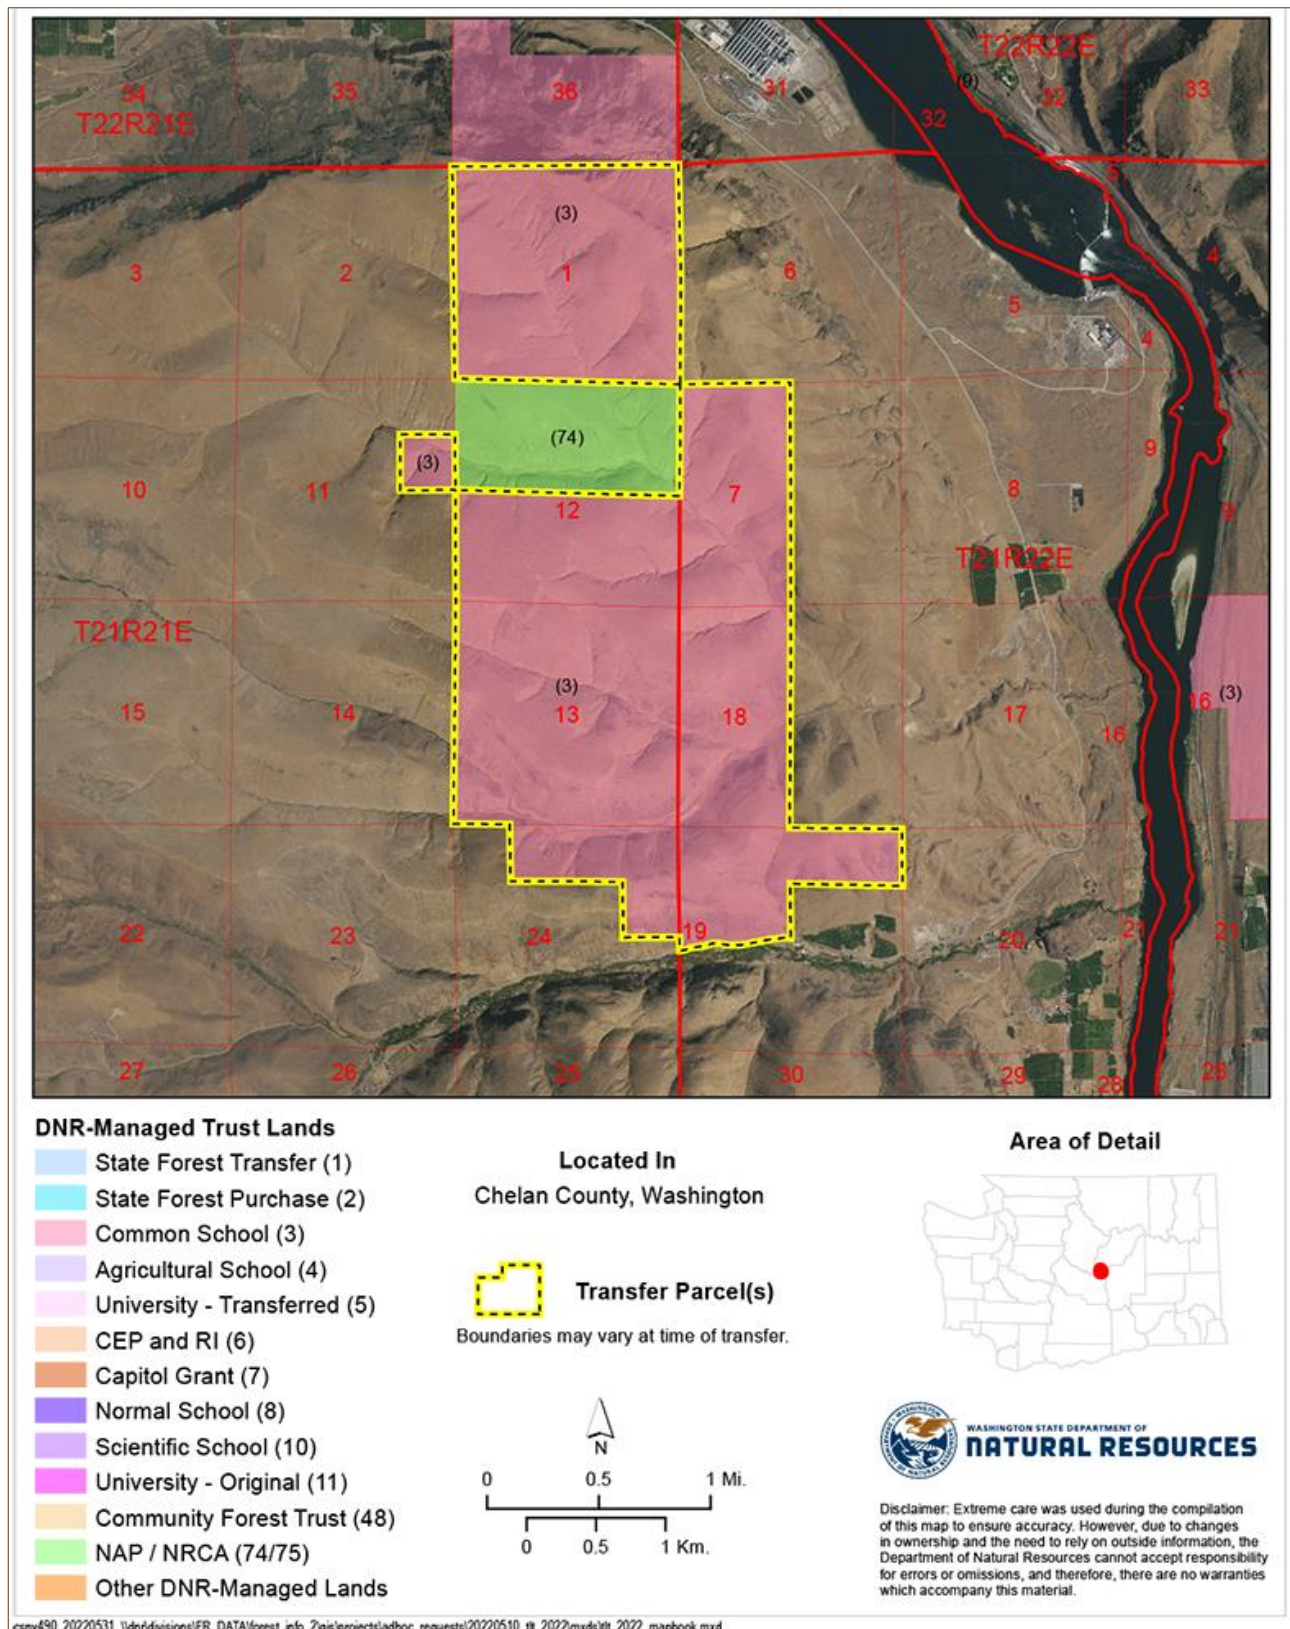 T22R22E
(9)
34
35
36
31
32
32
33
T22R21E
5
(3)
3
2
1
6
4
5
4
(74)
(3)
9
10
11
7
8
12
9
T21R22E
T21R21E
(3)
16
(3)
15
14
13
18
17
16
22
23
24
19
20
21
21
27
26
25
30
29
28
28
DNR-Managed Trust Lands
State Forest Transfer (1)
State Forest Purchase (2)
Common School (3)
Agricultural School (4)
University - Transferred (5)
CEP and RI (6)
Capitol Grant (7)
Normal School (8)
Scientific School (10)
University - Original (11)
Community Forest Trust (48)
NAP / NRCA (74/75)
Other DNR-Managed Lands
Located In
Chelan County, Washington
Transfer Parcel(s)
Boundaries may vary at time of transfer.
N
0 0.5 1 Mi.
0 0.5 1 Km.
Area of Detail
WASHINGTON STATE DEPARTMENT OF
NATURAL RESOURCES
Disclaimer: Extreme care was used during the compilation
of this map to ensure accuracy. However, due to changes
in ownership and the need to rely on outside information, the
Department of Natural Resources cannot accept responsibility
for errors or omissions, and therefore, there are no warranties
which accompany this material.